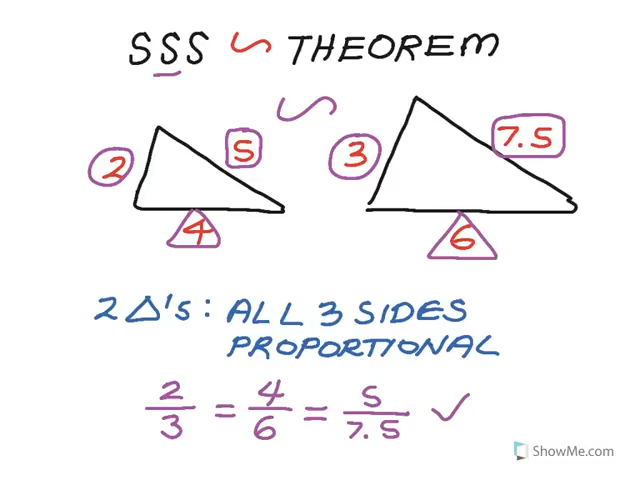 SSS ∽ THEOREM
∽
2 5 3 7.5
4 6
2 △'s : ALL 3 SIDES
PROPORTIONAL
2/3 = 4/6 = 5/7.5 ✓
ShowMe.com